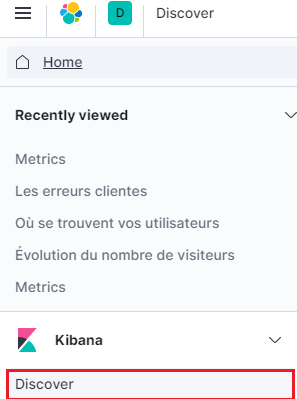 D Discover
Home
Recently viewed
Metrics
Les erreurs clientes
Où se trouvent vos utilisateurs
Évolution du nombre de visiteurs
Metrics
Kibana
Discover